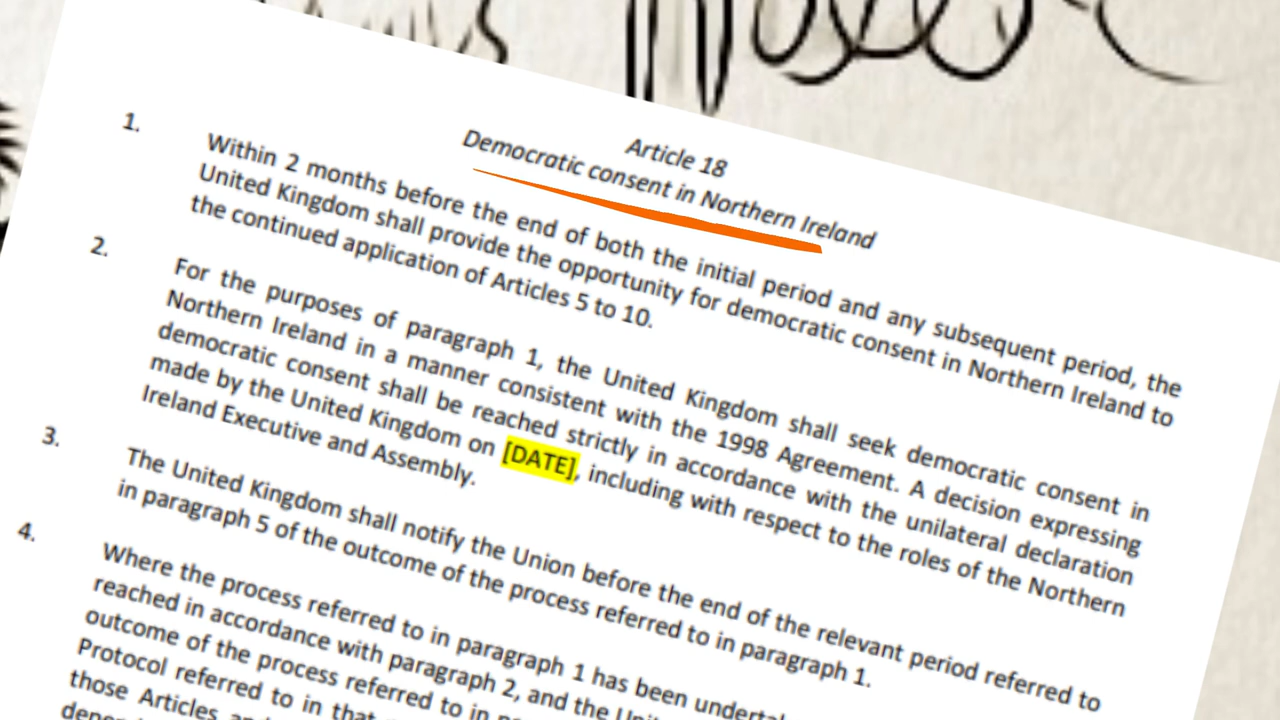 Article 18
Democratic consent in Northern Ireland
1. Within 2 months before the end of both the initial period and any subsequent period, the
United Kingdom shall provide the opportunity for democratic consent in Northern Ireland to
the continued application of Articles 5 to 10.
2. For the purposes of paragraph 1, the United Kingdom shall seek democratic consent in
Northern Ireland in a manner consistent with the 1998 Agreement. A decision expressing
democratic consent shall be reached strictly in accordance with the unilateral declaration
made by the United Kingdom on [DATE], including with respect to the roles of the Northern
Ireland Executive and Assembly.
3. The United Kingdom shall notify the Union before the end of the relevant period referred to
in paragraph 5 of the outcome of the process referred to in paragraph 1.
4. Where the process referred to in paragraph 1 has been
reached in accordance with paragraph 2, and the
outcome of the process referred to in
Protocol referred to in that
those Articles